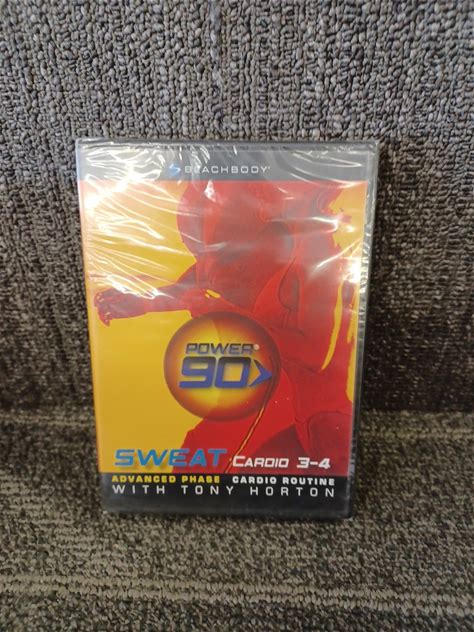 BEACHBODY®
POWER®
90
SWEAT CARDIO 3-4
ADVANCED PHASE CARDIO ROUTINE
WITH TONY HORTON